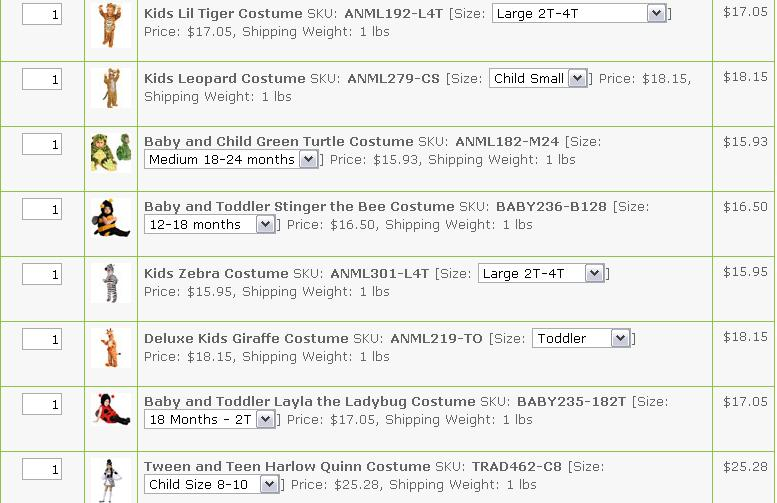 1
Kids Lil Tiger Costume SKU: ANML192-L4T [Size: Large 2T-4T ]
Price: $17.05, Shipping Weight: 1 lbs
$17.05
1
Kids Leopard Costume SKU: ANML279-CS [Size: Child Small ] Price: $18.15,
Shipping Weight: 1 lbs
$18.15
1
Baby and Child Green Turtle Costume SKU: ANML182-M24 [Size:
Medium 18-24 months ] Price: $15.93, Shipping Weight: 1 lbs
$15.93
1
Baby and Toddler Stinger the Bee Costume SKU: BABY236-B128 [Size:
12-18 months ] Price: $16.50, Shipping Weight: 1 lbs
$16.50
1
Kids Zebra Costume SKU: ANML301-L4T [Size: Large 2T-4T ]
Price: $15.95, Shipping Weight: 1 lbs
$15.95
1
Deluxe Kids Giraffe Costume SKU: ANML219-TO [Size: Toddler ]
Price: $18.15, Shipping Weight: 1 lbs
$18.15
1
Baby and Toddler Layla the Ladybug Costume SKU: BABY235-182T [Size:
18 Months - 2T ] Price: $17.05, Shipping Weight: 1 lbs
$17.05
1
Tween and Teen Harlow Quinn Costume SKU: TRAD462-C8 [Size:
Child Size 8-10 ] Price: $25.28, Shipping Weight: 1 lbs
$25.28